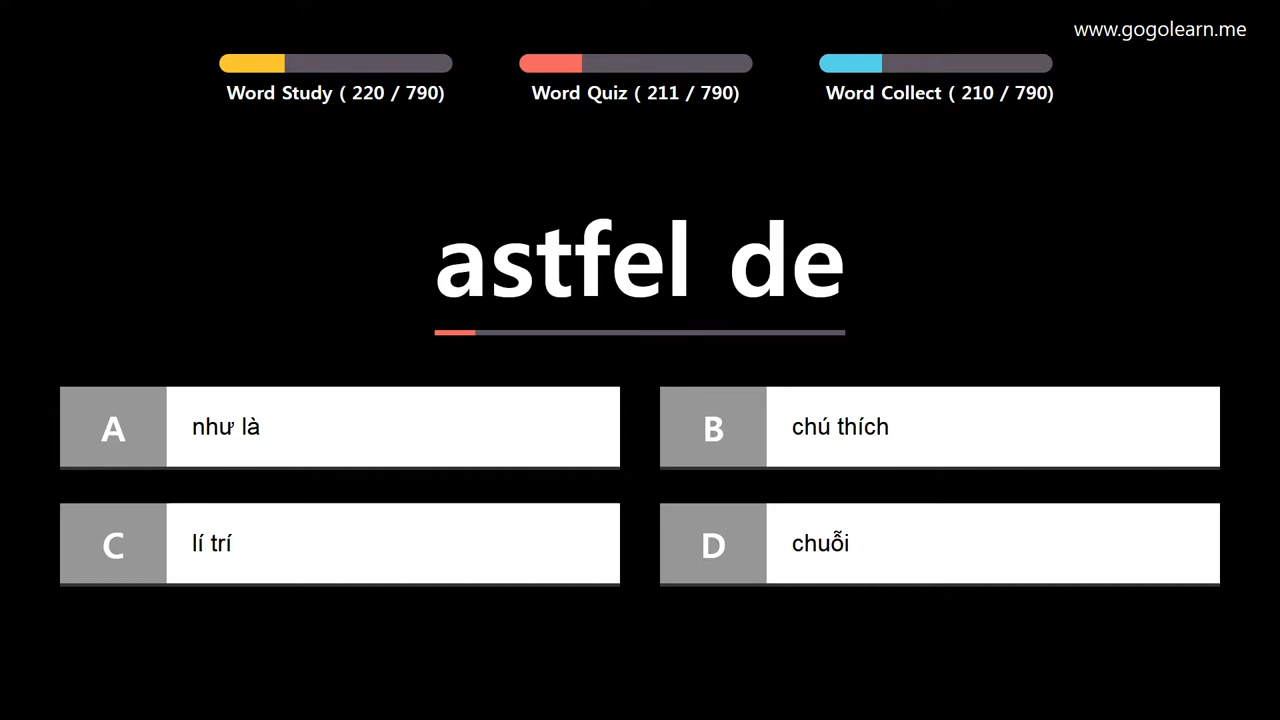 www.gogolearn.me
Word Study ( 220 / 790)
Word Quiz ( 211 / 790)
Word Collect ( 210 / 790)
astfel de
A
như là
B
chú thích
C
lí trí
D
chuỗi